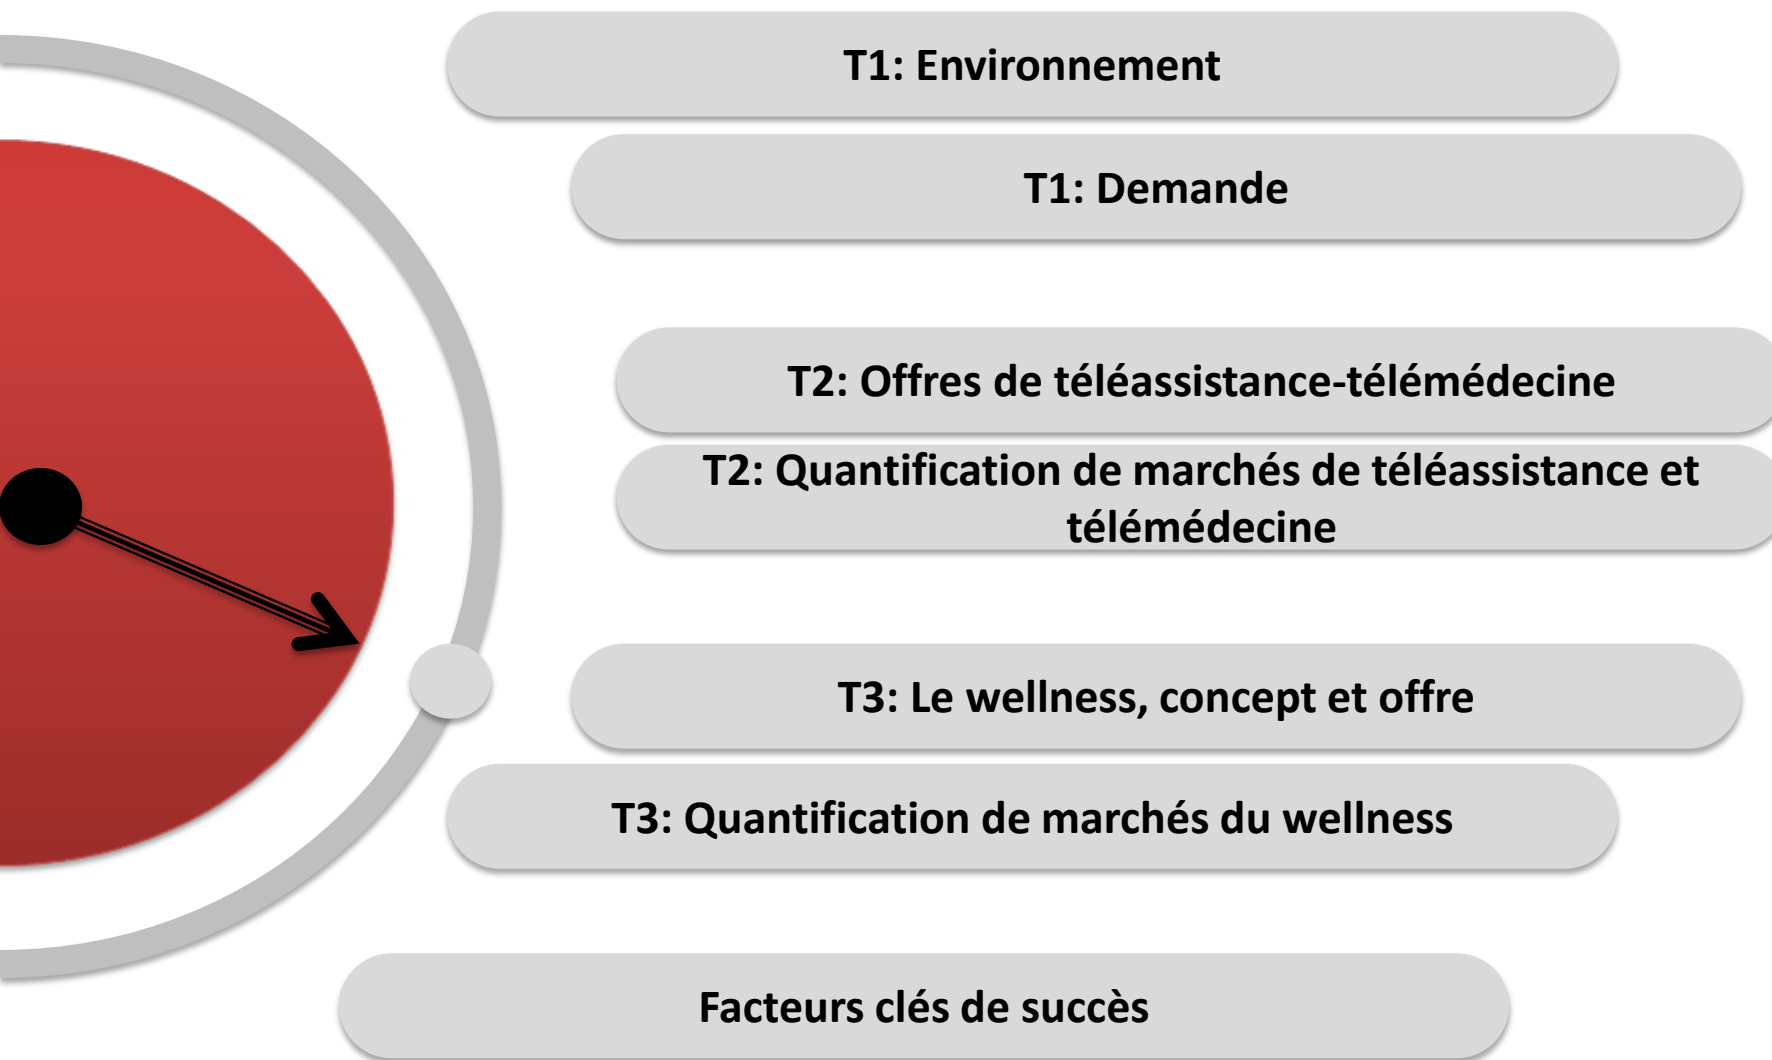 T1: Environnement
T1: Demande
T2: Offres de téléassistance-télémédecine
T2: Quantification de marchés de téléassistance et
télémédecine
T3: Le wellness, concept et offre
T3: Quantification de marchés du wellness
Facteurs clés de succès